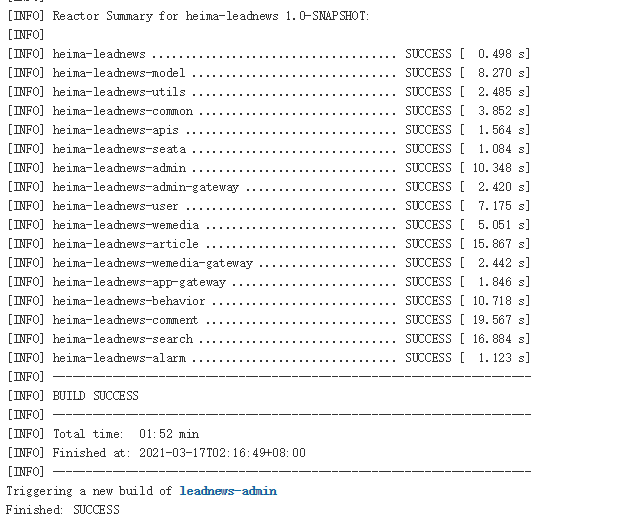 [INFO] Reactor Summary for heima-leadnews 1.0-SNAPSHOT:
[INFO]
[INFO] heima-leadnews ................................... SUCCESS [  0.498 s]
[INFO] heima-leadnews-model ............................. SUCCESS [  8.270 s]
[INFO] heima-leadnews-utils ............................. SUCCESS [  2.485 s]
[INFO] heima-leadnews-common ............................ SUCCESS [  3.852 s]
[INFO] heima-leadnews-apis .............................. SUCCESS [  1.564 s]
[INFO] heima-leadnews-seata ............................. SUCCESS [  1.084 s]
[INFO] heima-leadnews-admin ............................. SUCCESS [ 10.348 s]
[INFO] heima-leadnews-admin-gateway ..................... SUCCESS [  2.420 s]
[INFO] heima-leadnews-user .............................. SUCCESS [  7.175 s]
[INFO] heima-leadnews-wemedia ........................... SUCCESS [  5.051 s]
[INFO] heima-leadnews-article ........................... SUCCESS [ 15.867 s]
[INFO] heima-leadnews-wemedia-gateway ................... SUCCESS [  2.442 s]
[INFO] heima-leadnews-app-gateway ....................... SUCCESS [  1.846 s]
[INFO] heima-leadnews-behavior .......................... SUCCESS [ 10.718 s]
[INFO] heima-leadnews-comment ........................... SUCCESS [ 19.567 s]
[INFO] heima-leadnews-search ............................ SUCCESS [ 16.884 s]
[INFO] heima-leadnews-alarm ............................. SUCCESS [  1.123 s]
[INFO] ------------------------------------------------------------------------
[INFO] BUILD SUCCESS
[INFO] ------------------------------------------------------------------------
[INFO] Total time:  01:52 min
[INFO] Finished at: 2021-03-17T02:16:49+08:00
[INFO] ------------------------------------------------------------------------
Triggering a new build of leadnews-admin
Finished: SUCCESS